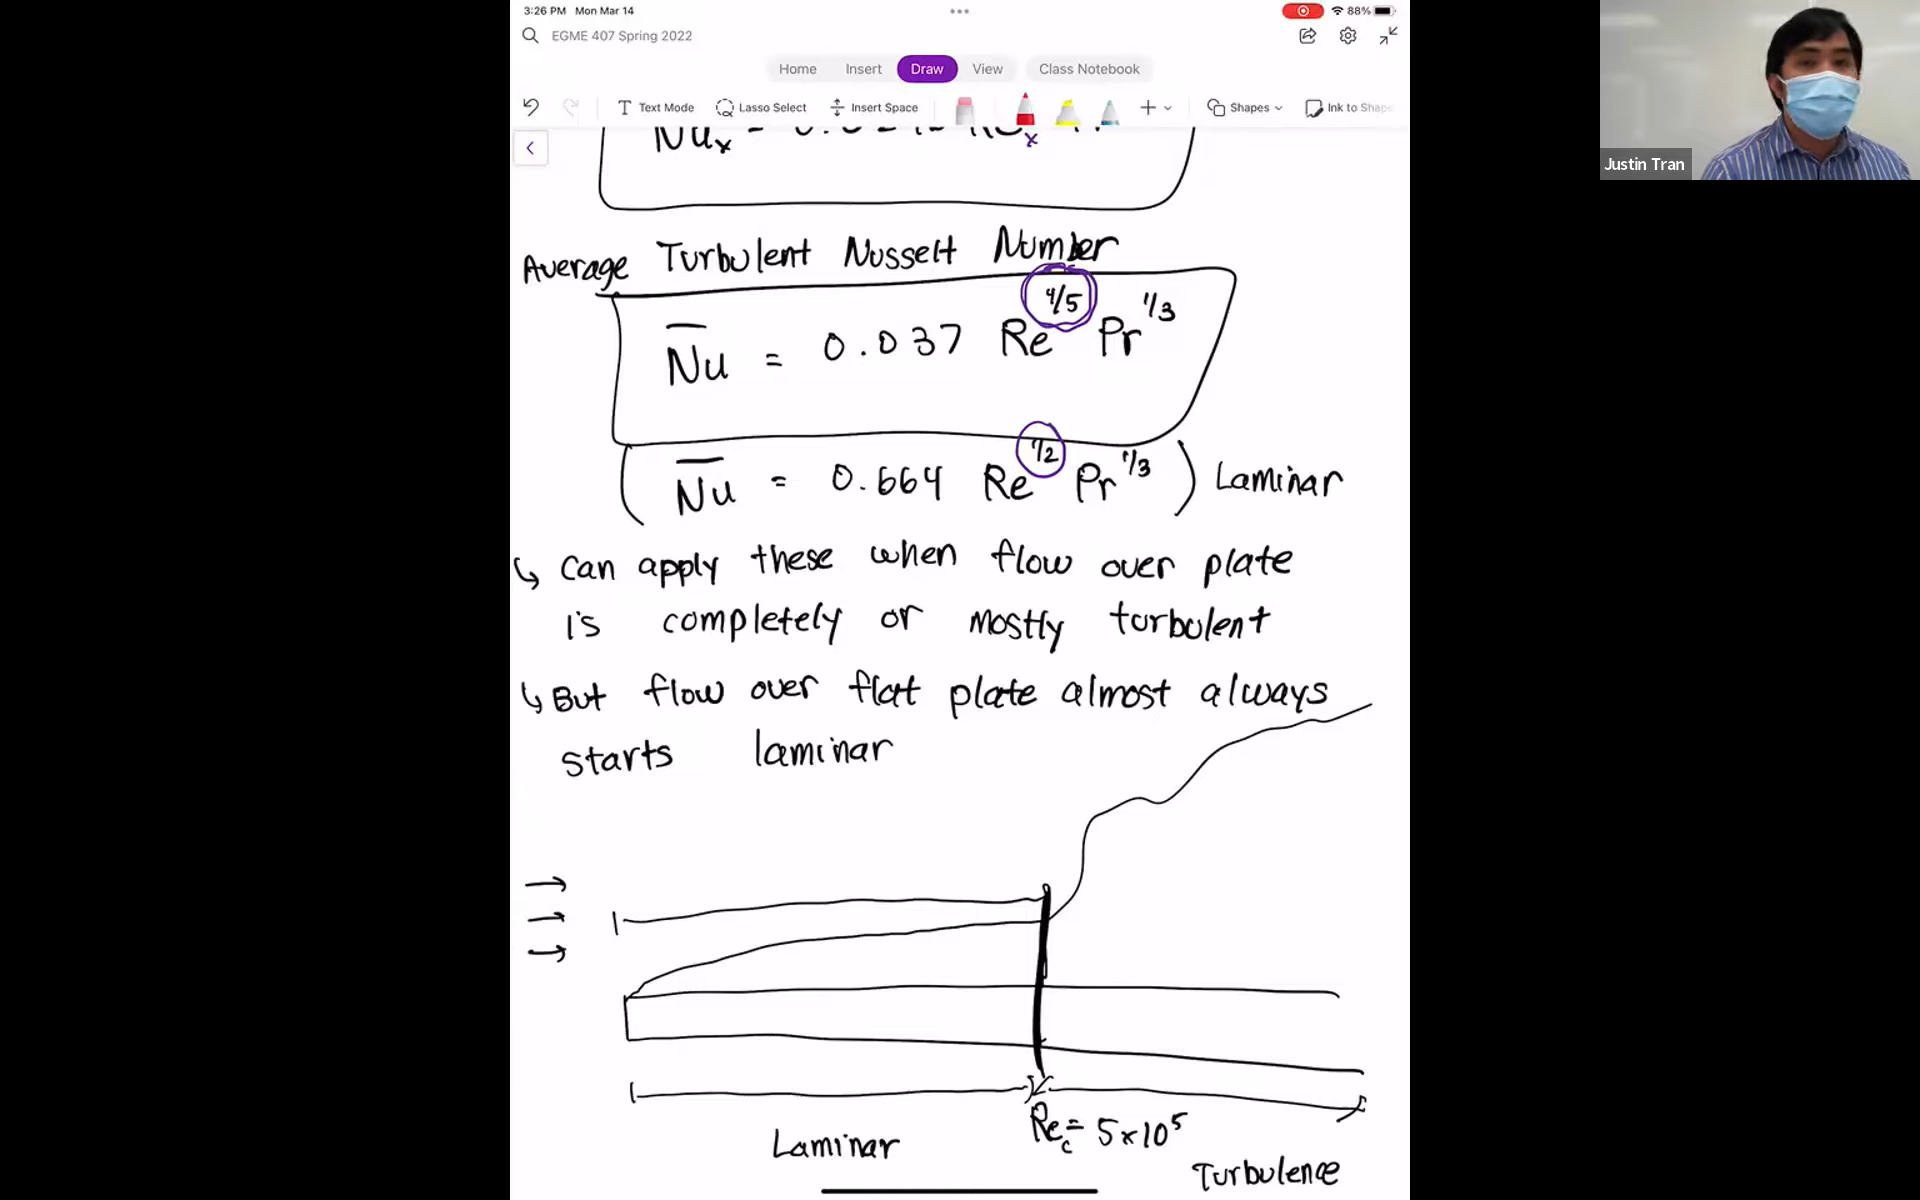 3:26 PM Mon Mar 14
88%
EGME 407 Spring 2022
Home Insert Draw View Class Notebook
Text Mode Lasso Select Insert Space Shapes Ink to Shape
Nux =
Average Turbulent Nusselt Number
Nu = 0.037 Re^4/5 Pr^1/3
( Nu = 0.664 Re^1/2 Pr^1/3 ) Laminar
↳ Can apply these when flow over plate
is completely or mostly turbulent
↳ But flow over flat plate almost always
starts laminar
Rec = 5x10^5
Laminar
Turbulence
Justin Tran